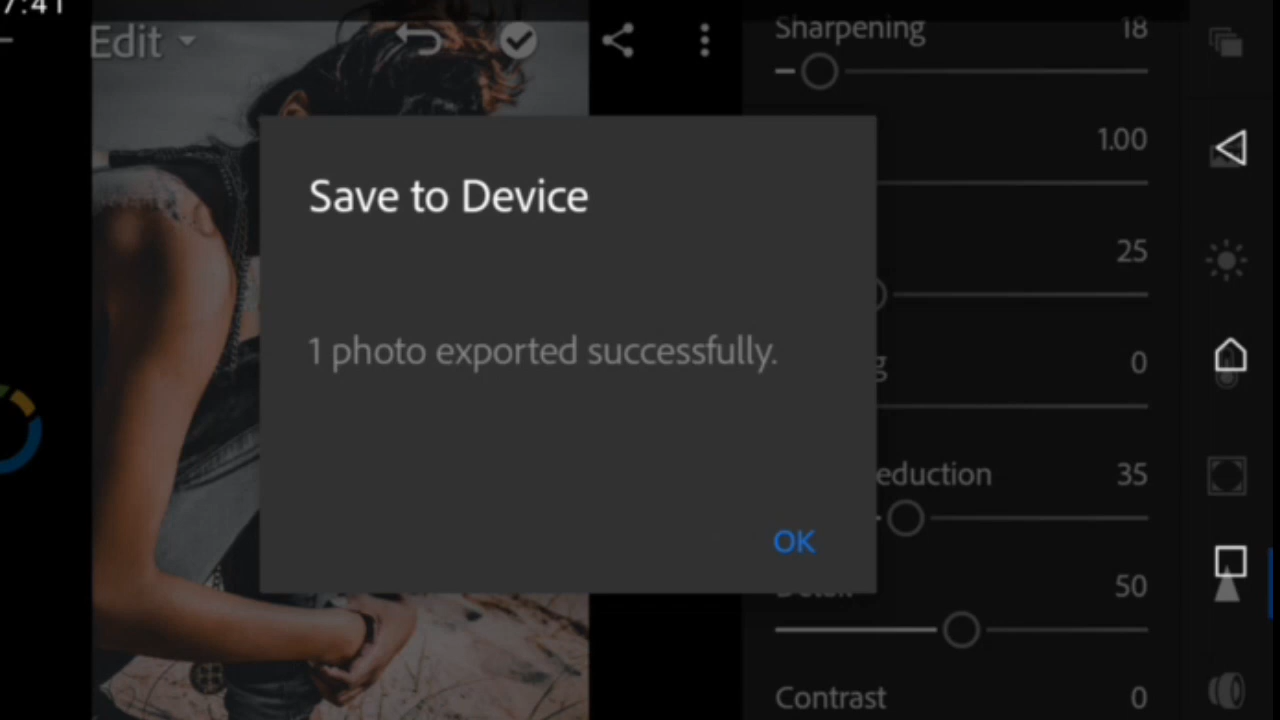 7:41
Edit
Sharpening 18
1.00
25
0
eduction 35
50
Contrast 0
Save to Device
1 photo exported successfully.
OK